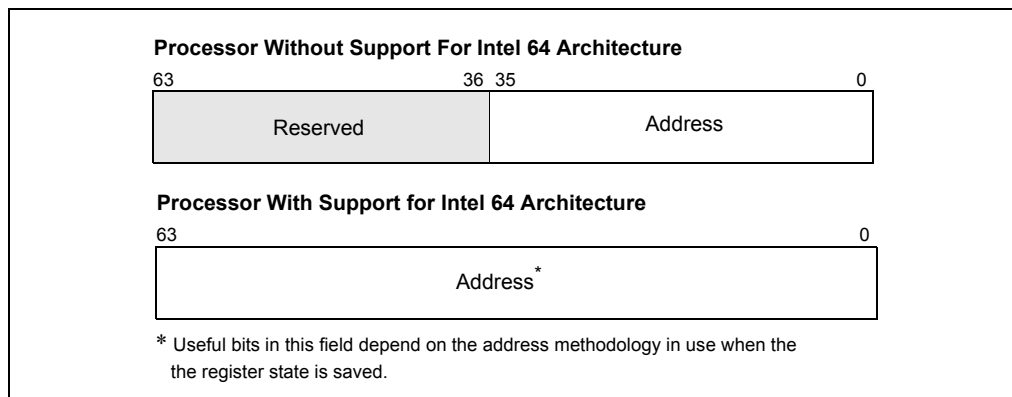 Processor Without Support For Intel 64 Architecture
63 36 35 0
Reserved Address
Processor With Support for Intel 64 Architecture
63 0
Address*
* Useful bits in this field depend on the address methodology in use when the
the register state is saved.